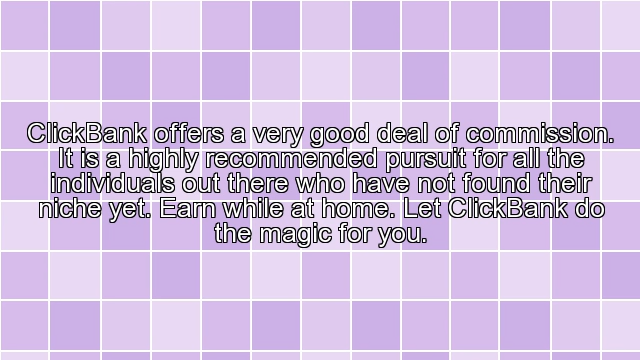 ClickBank offers a very good deal of commission.
It is a highly recommended pursuit for all the
individuals out there who have not found their
niche yet. Earn while at home. Let ClickBank do
the magic for you.